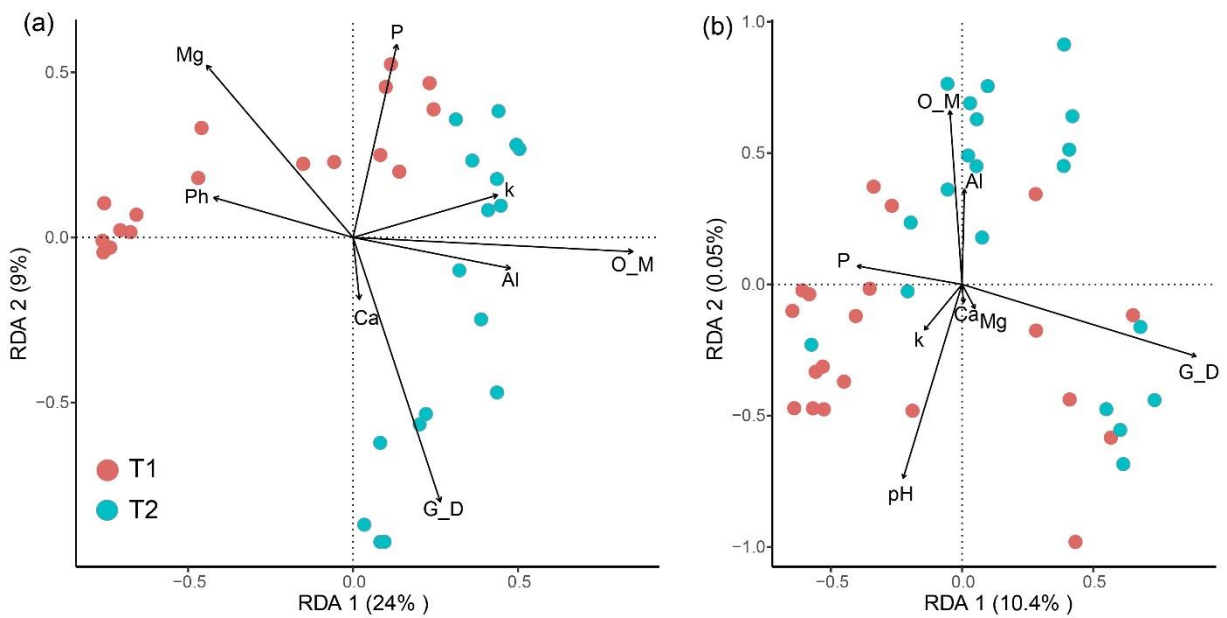 (a)
P
Mg
0.5
Ph
k
0.0
O_M
Al
Ca
RDA 2 (9%)
−0.5
T1
T2
G_D
−0.5
0.0
0.5
RDA 1 (24% )
(b)
1.0
O_M
0.5
Al
P
0.0
Ca
Mg
k
G_D
RDA 2 (0.05%)
−0.5
pH
−1.0
−0.5
0.0
0.5
RDA 1 (10.4% )